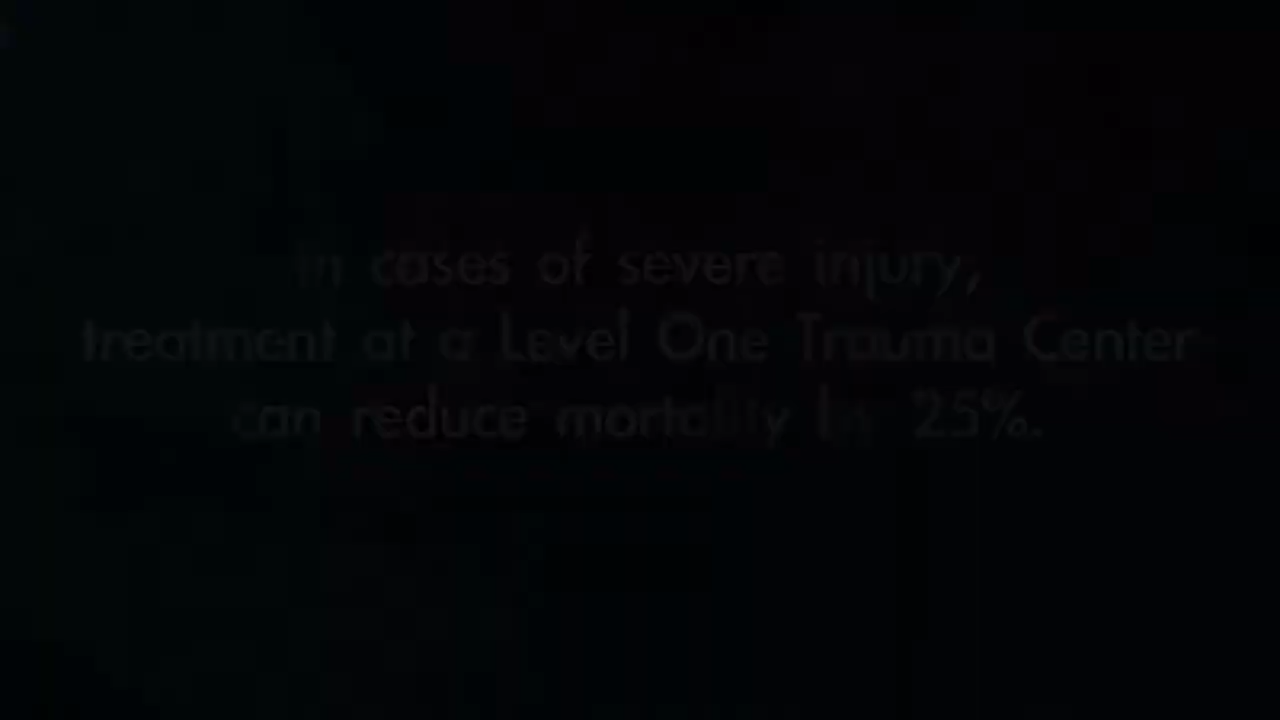 In cases of severe injury,
treatment at a Level One Trauma Center
can reduce mortality by 25%.